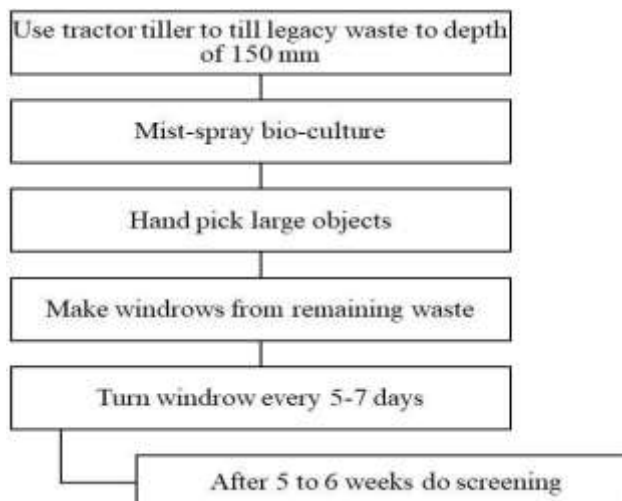 Use tractor tiller to till legacy waste to depth
of 150 mm
Mist-spray bio-culture
Hand pick large objects
Make windrows from remaining waste
Turn windrow every 5-7 days
After 5 to 6 weeks do screening